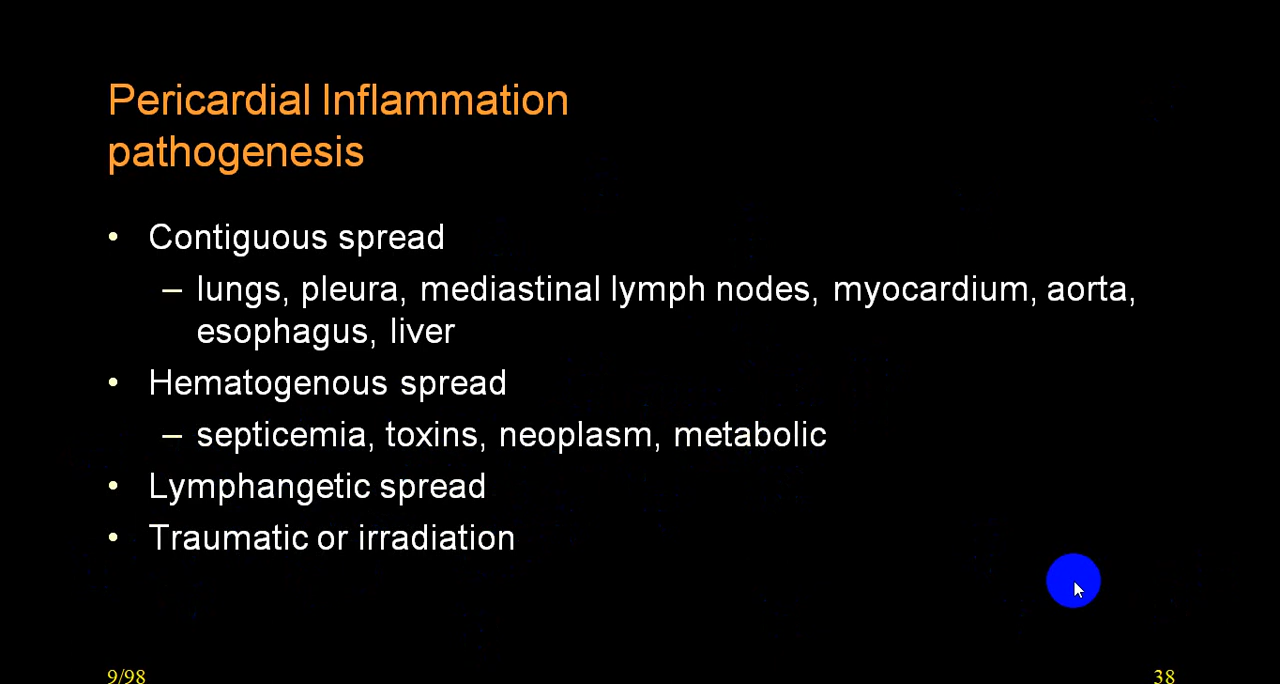 Pericardial Inflammation
pathogenesis
• Contiguous spread
– lungs, pleura, mediastinal lymph nodes, myocardium, aorta,
esophagus, liver
• Hematogenous spread
– septicemia, toxins, neoplasm, metabolic
• Lymphangetic spread
• Traumatic or irradiation
9/98
38